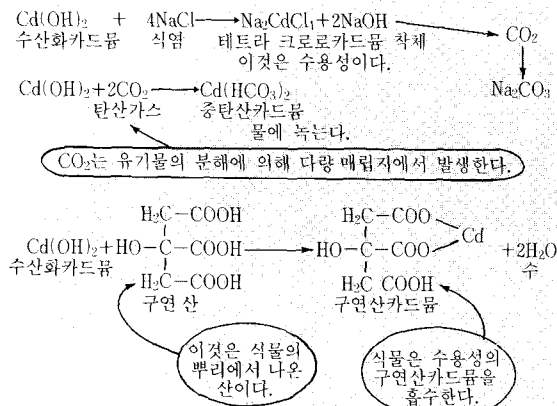 Cd(OH)₂ + 4NaCl → Na₂CdCl₁+2NaOH
수산화카드뮴 식염 테트라 크로로카드뮴 착체
이것은 수용성이다.
CO₂
Na₂CO₃
Cd(OH)₂+2CO₂ → Cd(HCO₃)₂
탄산가스 중탄산카드뮴
물에 녹는다.
CO₂는 유기물의 분해에 의해 다량 매립지에서 발생한다.
H₂C-COOH H₂C-COO
Cd(OH)₂+HO-C-COOH → HO-C-COO Cd +2H₂O
수산화카드뮴 수
H₂C-COOH H₂C COOH
구연 산 구연산카드뮴
이것은 식물의
뿌리에서 나온
산이다.
식물은 수용성의
구연산카드뮴을
흡수한다.